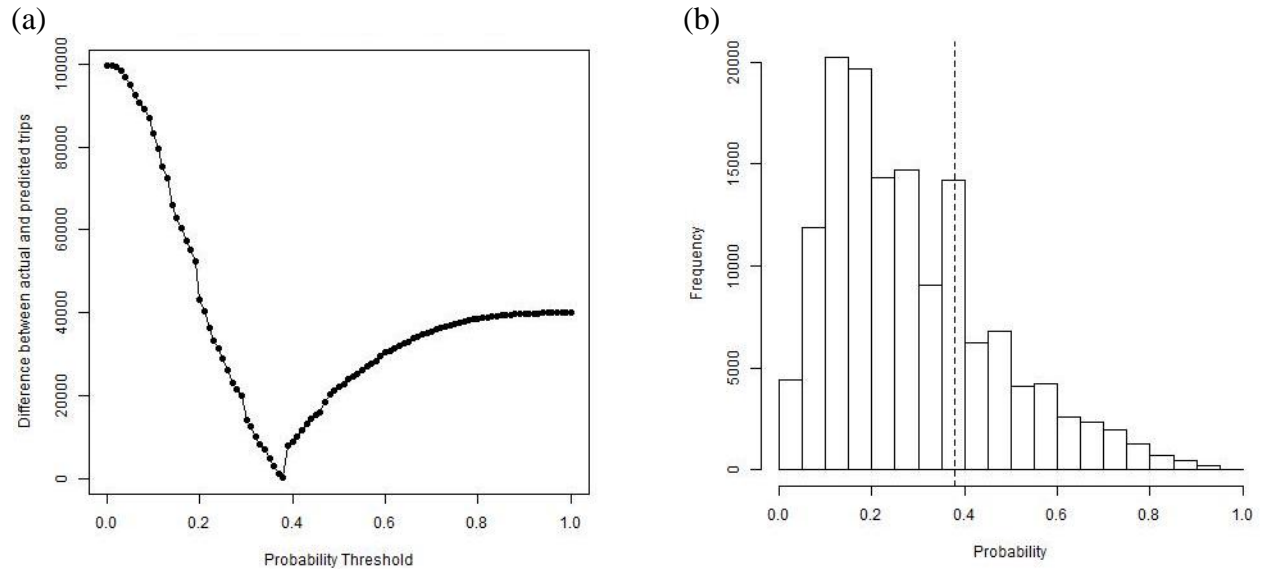 (a)
Difference between actual and predicted trips
100000
80000
60000
40000
20000
0
0.0 0.2 0.4 0.6 0.8 1.0
Probability Threshold
(b)
Frequency
20000
15000
10000
5000
0
0.0 0.2 0.4 0.6 0.8 1.0
Probability